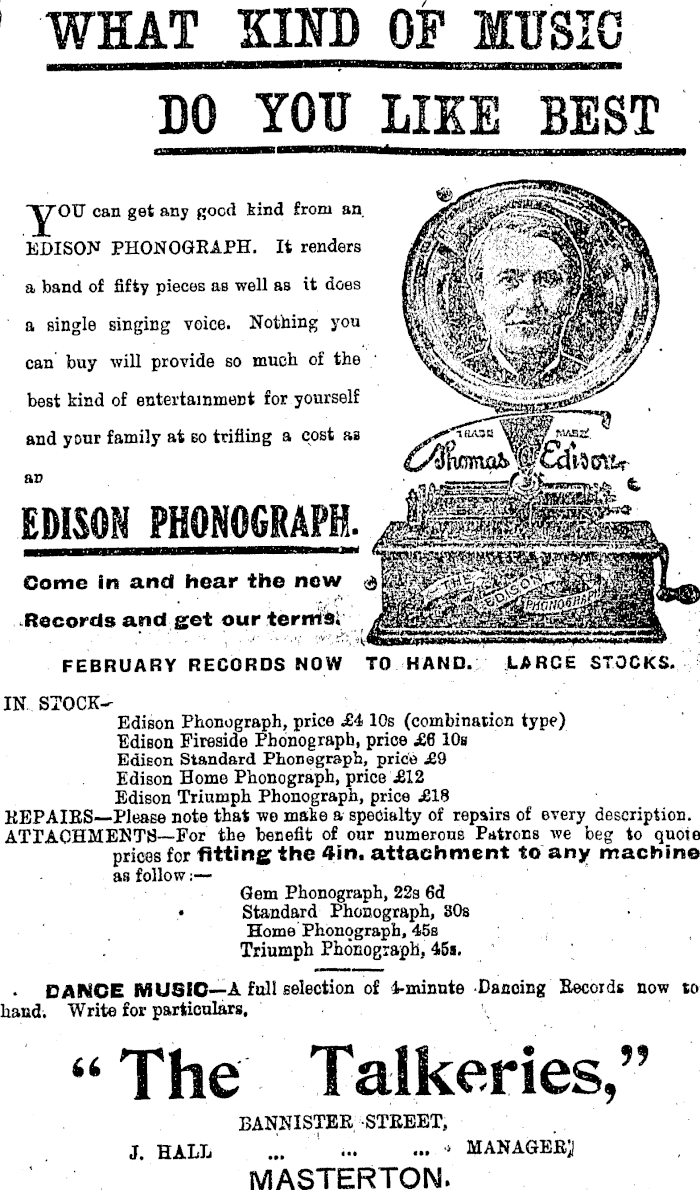 WHAT KIND OF MUSIC
DO YOU LIKE BEST
YOU can get any good kind from an
EDISON PHONOGRAPH. It renders
a band of fifty pieces as well as it does
a single singing voice. Nothing you
can buy will provide so much of the
best kind of entertainment for yourself
and your family at so trifling a cost as
an
EDISON PHONOGRAPH.
Come in and hear the new
Records and get our terms.
TRADE MARK
Thomas A Edison
THE EDISON PHONOGRAPH
FEBRUARY RECORDS NOW TO HAND. LARGE STOCKS.
IN STOCK—
Edison Phonograph, price £4 10s (combination type)
Edison Fireside Phonograph, price £6 10s
Edison Standard Phonograph, price £9
Edison Home Phonograph, price £12
Edison Triumph Phonograph, price £18
REPAIRS—Please note that we make a specialty of repairs of every description.
ATTACHMENTS—For the benefit of our numerous Patrons we beg to quote
prices for fitting the 4in. attachment to any machine
as follow:—
Gem Phonograph, 22s 6d
Standard Phonograph, 30s
Home Phonograph, 45s
Triumph Phonograph, 45s.
DANCE MUSIC—A full selection of 4-minute Dancing Records now to
hand. Write for particulars.
"The Talkeries,"
BANNISTER STREET,
J. HALL ... ... ... MANAGER,
MASTERTON.